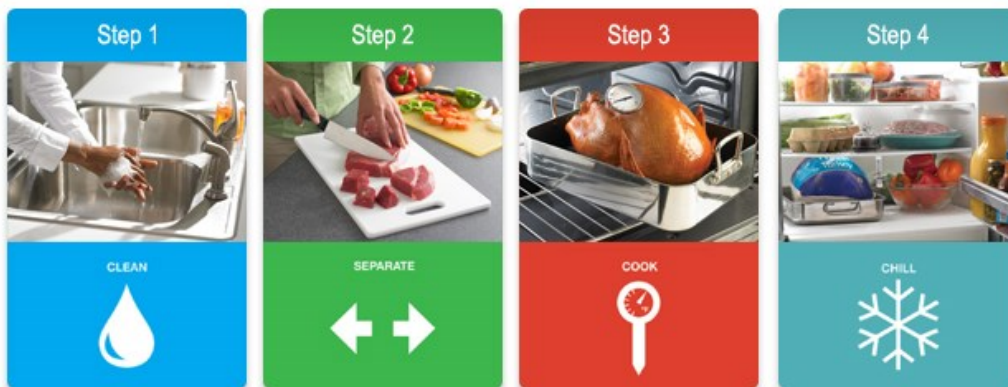 Step 1
Step 2
Step 3
Step 4
CLEAN
SEPARATE
COOK
CHILL